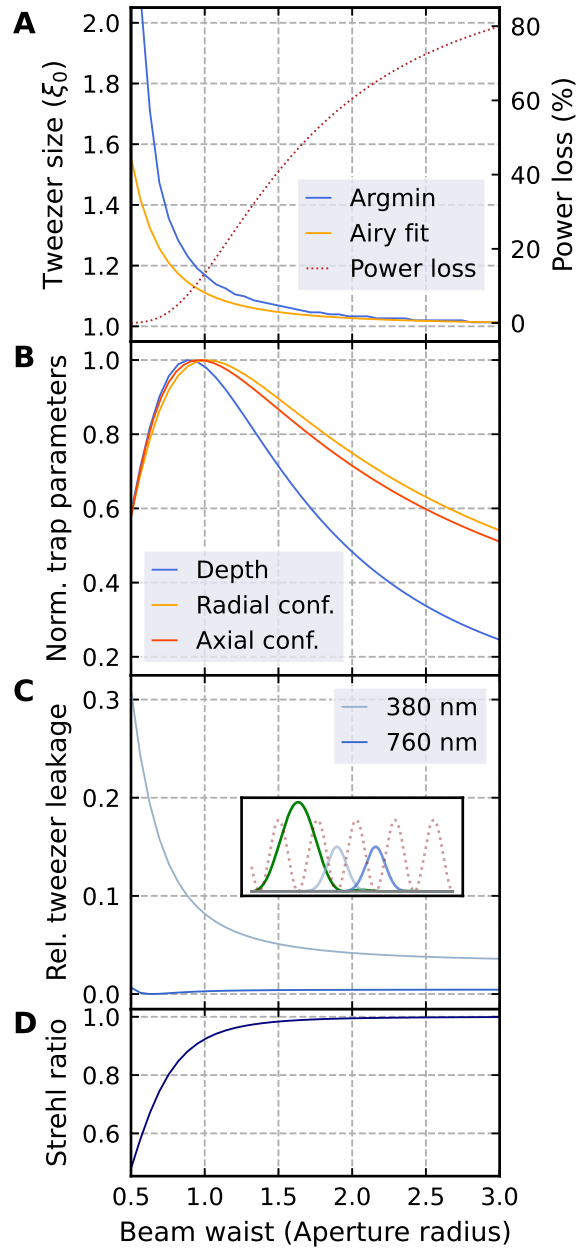 A
Tweezer size (ξ₀)
2.0
1.8
1.6
1.4
1.2
1.0
80
60
40
20
0
Power loss (%)
Argmin
Airy fit
Power loss
B
Norm. trap parameters
1.0
0.8
0.6
0.4
0.2
Depth
Radial conf.
Axial conf.
C
Rel. tweezer leakage
0.3
0.2
0.1
0.0
380 nm
760 nm
D
Strehl ratio
1.0
0.8
0.6
0.5 1.0 1.5 2.0 2.5 3.0
Beam waist (Aperture radius)